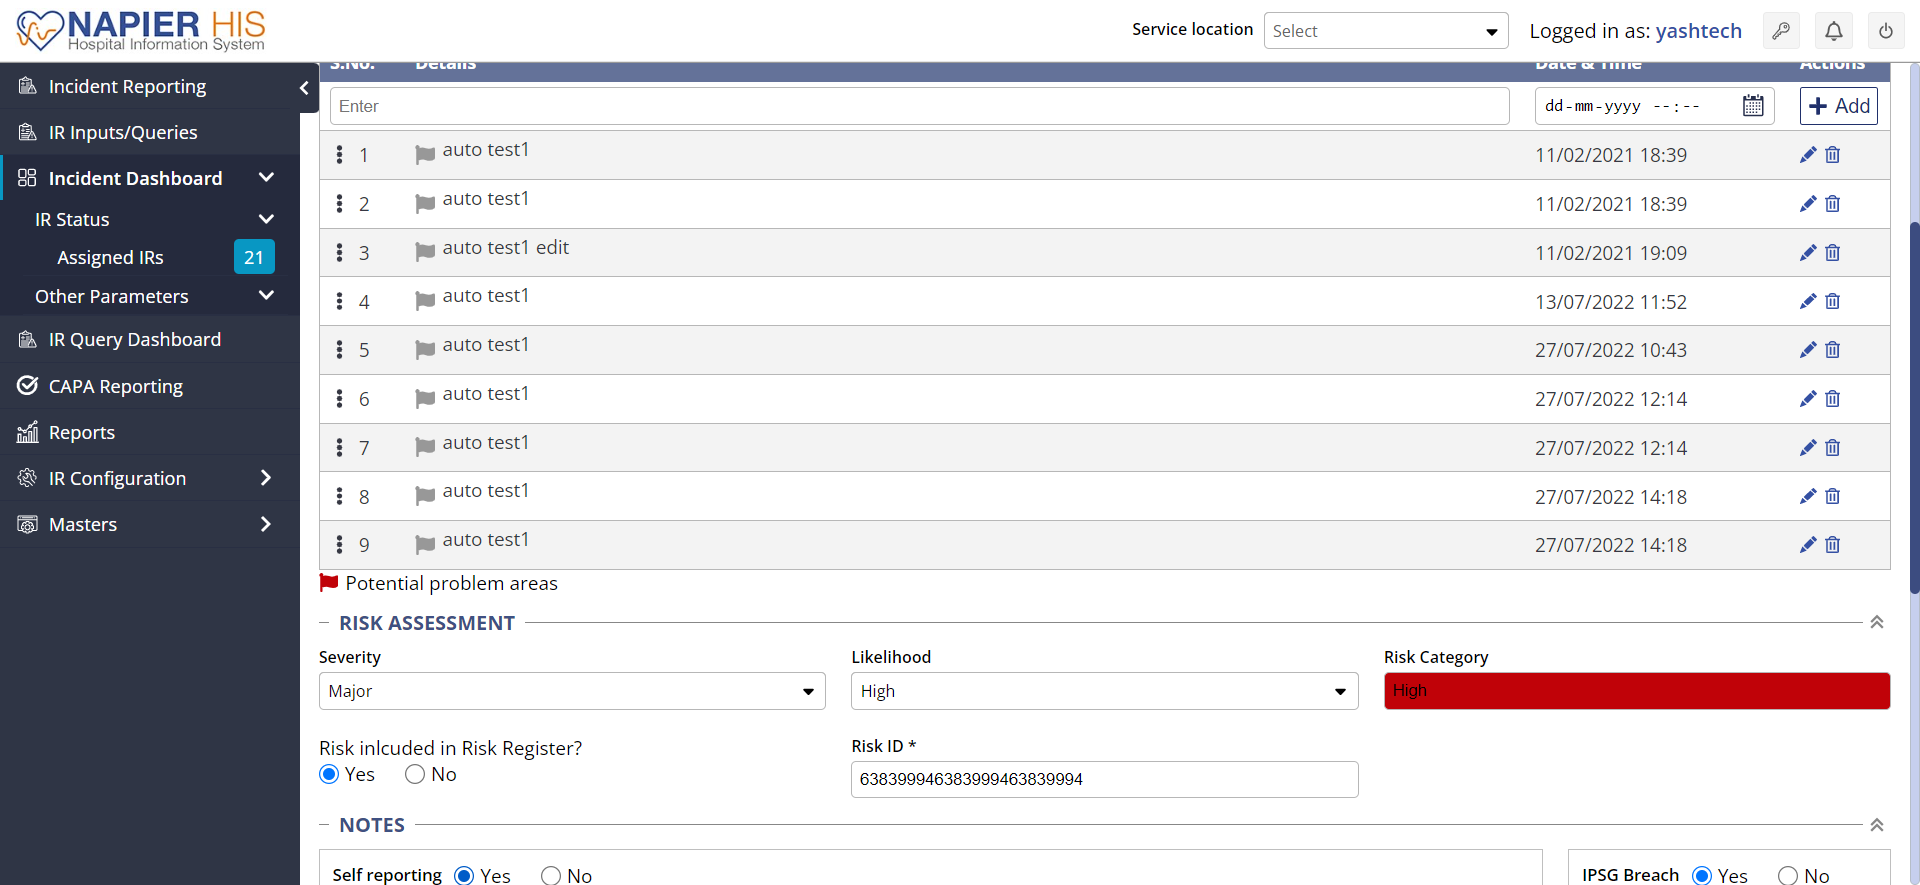 NAPIER HIS
Hospital Information System
Service location
Select
Logged in as: yashtech
Incident Reporting
IR Inputs/Queries
Incident Dashboard
IR Status
Assigned IRs 21
Other Parameters
IR Query Dashboard
CAPA Reporting
Reports
IR Configuration
Masters
S.No. Details Date & Time Actions
Enter dd-mm-yyyy --:-- Add
1 auto test1 11/02/2021 18:39
2 auto test1 11/02/2021 18:39
3 auto test1 edit 11/02/2021 19:09
4 auto test1 13/07/2022 11:52
5 auto test1 27/07/2022 10:43
6 auto test1 27/07/2022 12:14
7 auto test1 27/07/2022 12:14
8 auto test1 27/07/2022 14:18
9 auto test1 27/07/2022 14:18
Potential problem areas
RISK ASSESSMENT
Severity Likelihood Risk Category
Major High High
Risk inlcuded in Risk Register? Risk ID *
Yes No 638399946383999463839994
NOTES
Self reporting Yes No IPSG Breach Yes No